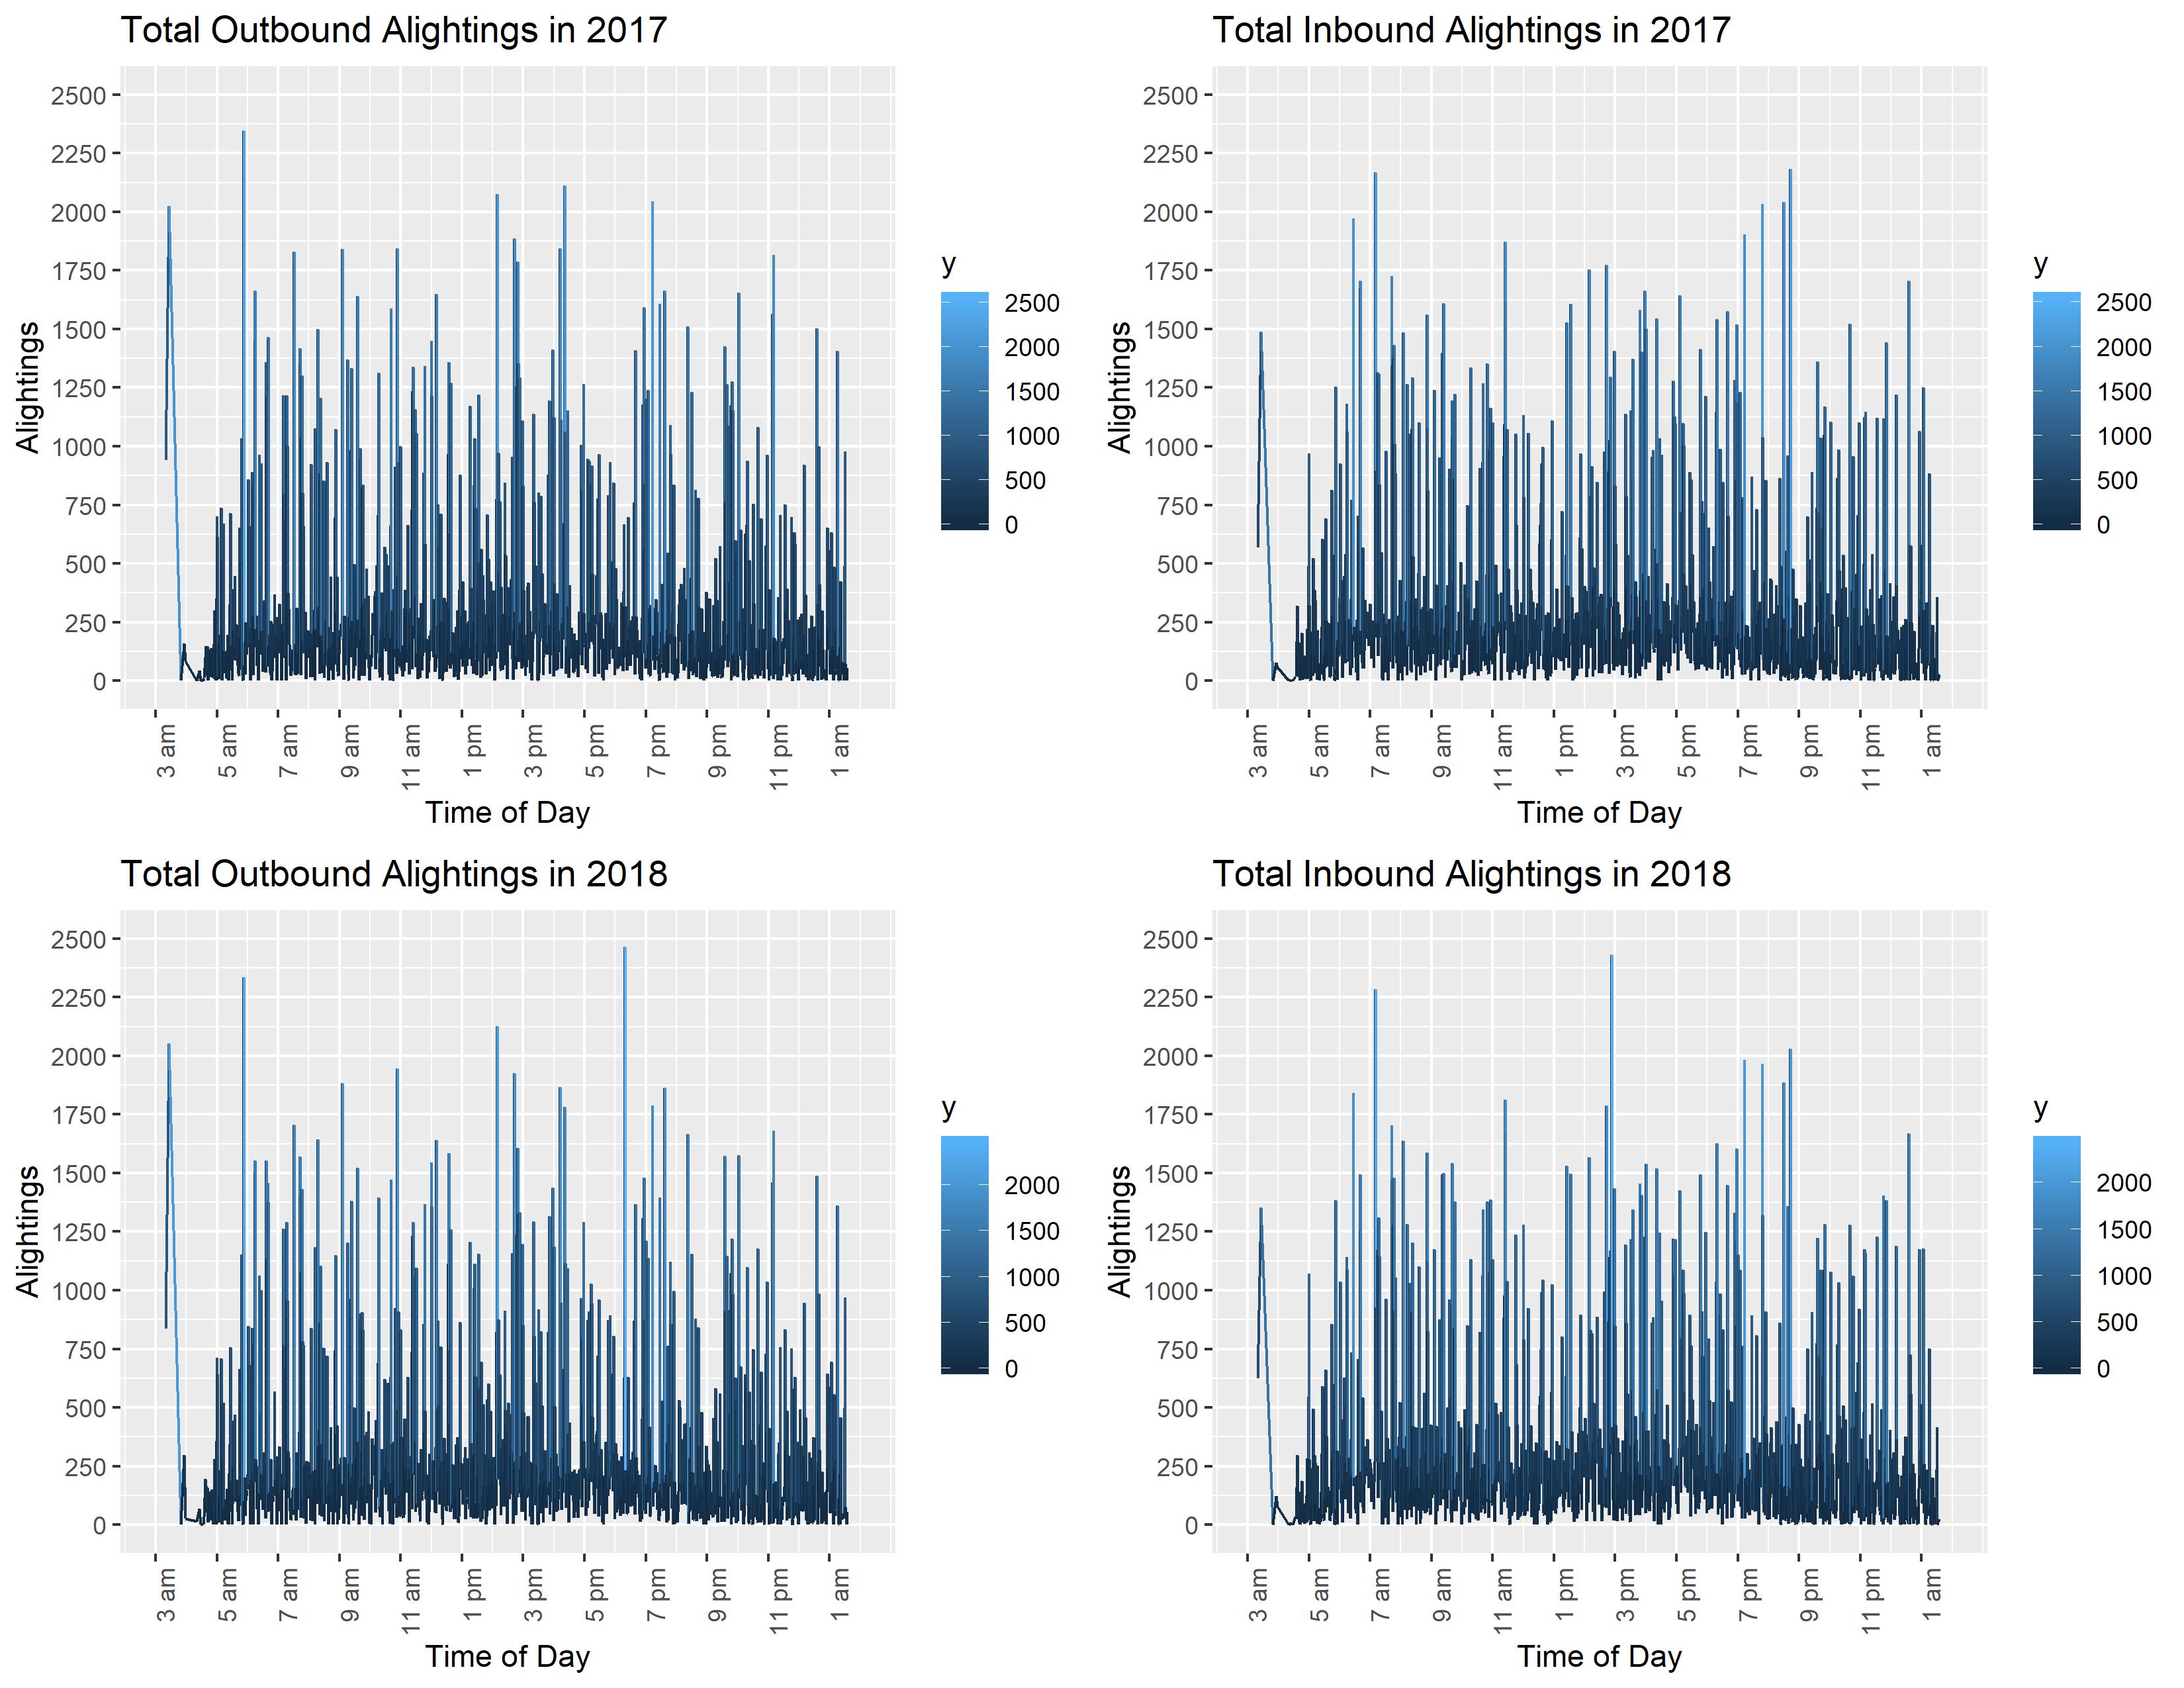 Total Outbound Alightings in 2017
Alightings
2500
2250
2000
1750
1500
1250
1000
750
500
250
0
3 am
5 am
7 am
9 am
11 am
1 pm
3 pm
5 pm
7 pm
9 pm
11 pm
1 am
Time of Day
y
2500
2000
1500
1000
500
0
Total Inbound Alightings in 2017
Alightings
2500
2250
2000
1750
1500
1250
1000
750
500
250
0
3 am
5 am
7 am
9 am
11 am
1 pm
3 pm
5 pm
7 pm
9 pm
11 pm
1 am
Time of Day
y
2500
2000
1500
1000
500
0
Total Outbound Alightings in 2018
Alightings
2500
2250
2000
1750
1500
1250
1000
750
500
250
0
3 am
5 am
7 am
9 am
11 am
1 pm
3 pm
5 pm
7 pm
9 pm
11 pm
1 am
Time of Day
y
2000
1500
1000
500
0
Total Inbound Alightings in 2018
Alightings
2500
2250
2000
1750
1500
1250
1000
750
500
250
0
3 am
5 am
7 am
9 am
11 am
1 pm
3 pm
5 pm
7 pm
9 pm
11 pm
1 am
Time of Day
y
2000
1500
1000
500
0